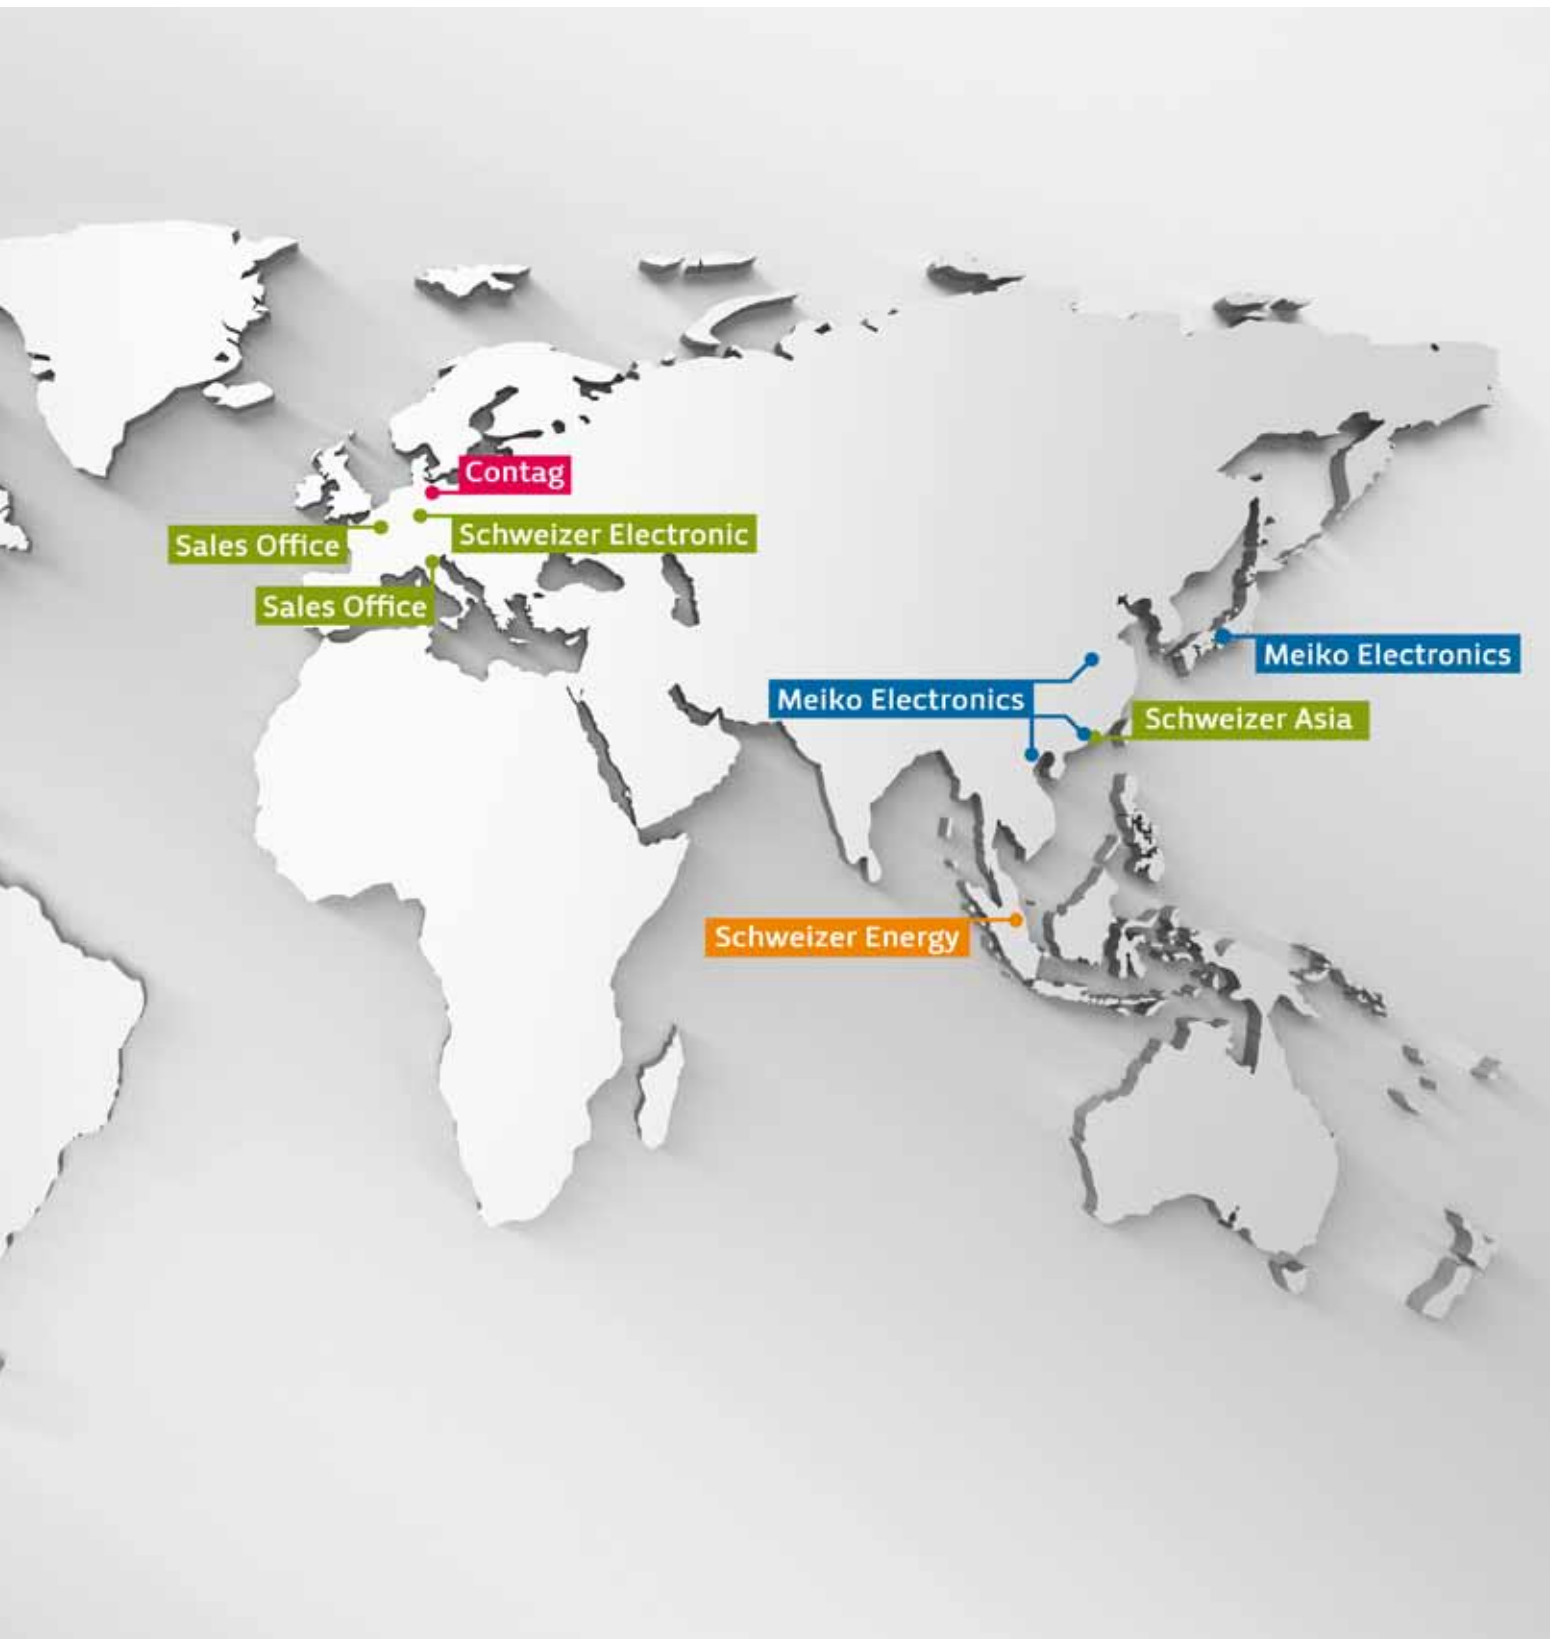 Contag
Schweizer Electronic
Sales Office
Sales Office
Meiko Electronics
Meiko Electronics
Schweizer Asia
Schweizer Energy